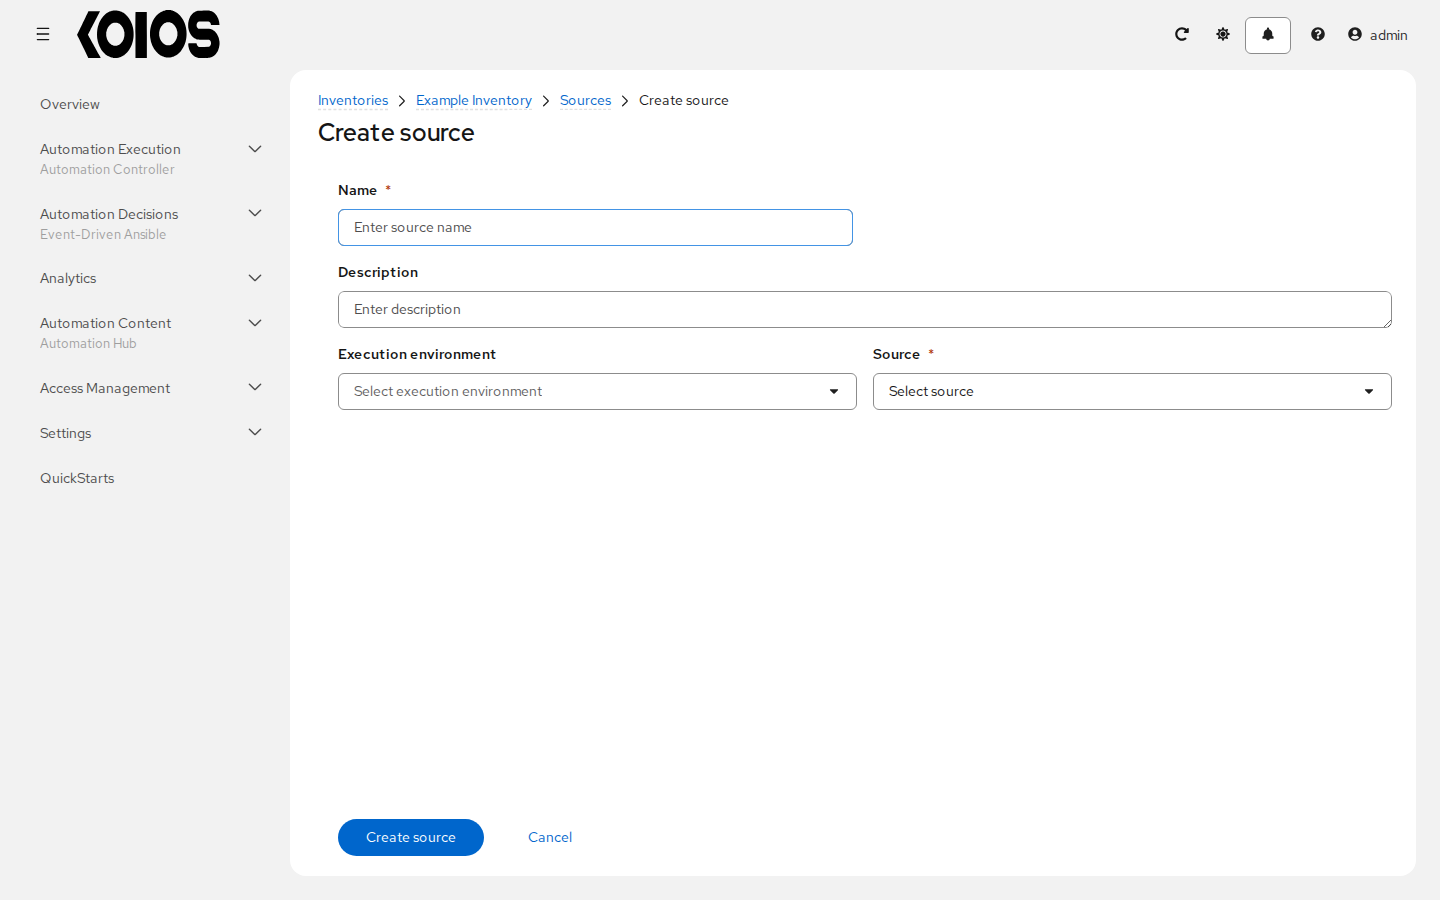 KOIOS
admin
Overview
Automation Execution
Automation Controller
Automation Decisions
Event-Driven Ansible
Analytics
Automation Content
Automation Hub
Access Management
Settings
QuickStarts
Inventories > Example Inventory > Sources > Create source
Create source
Name *
Enter source name
Description
Enter description
Execution environment
Select execution environment
Source *
Select source
Create source
Cancel